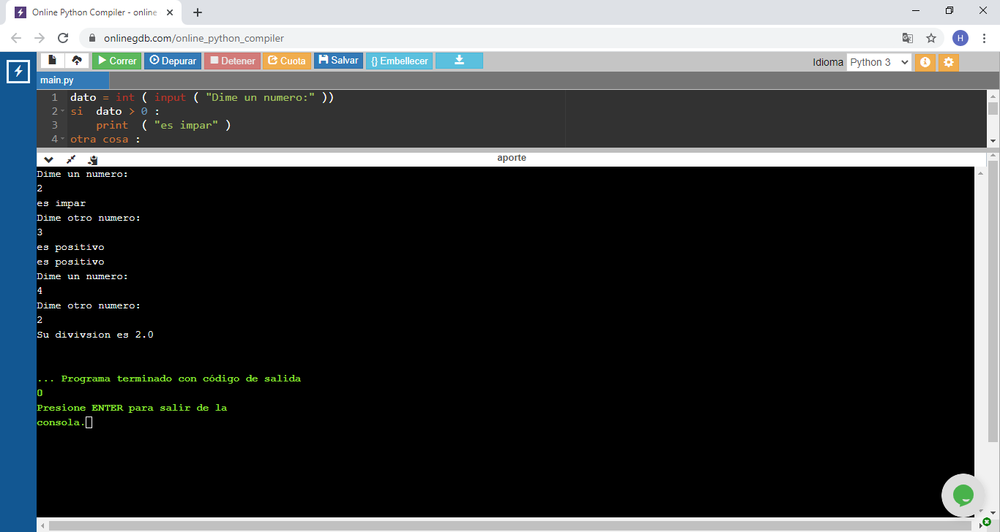 Online Python Compiler - online
onlinegdb.com/online_python_compiler
H
Correr Depurar Detener Cuota Salvar {} Embellecer
Idioma Python 3
main.py
1 dato = int ( input ( "Dime un numero:" ))
2 si dato > 0 :
3 print ( "es impar" )
4 otra cosa :
aporte
Dime un numero:
2
es impar
Dime otro numero:
3
es positivo
es positivo
Dime un numero:
4
Dime otro numero:
2
Su divivsion es 2.0
... Programa terminado con código de salida
0
Presione ENTER para salir de la
consola.